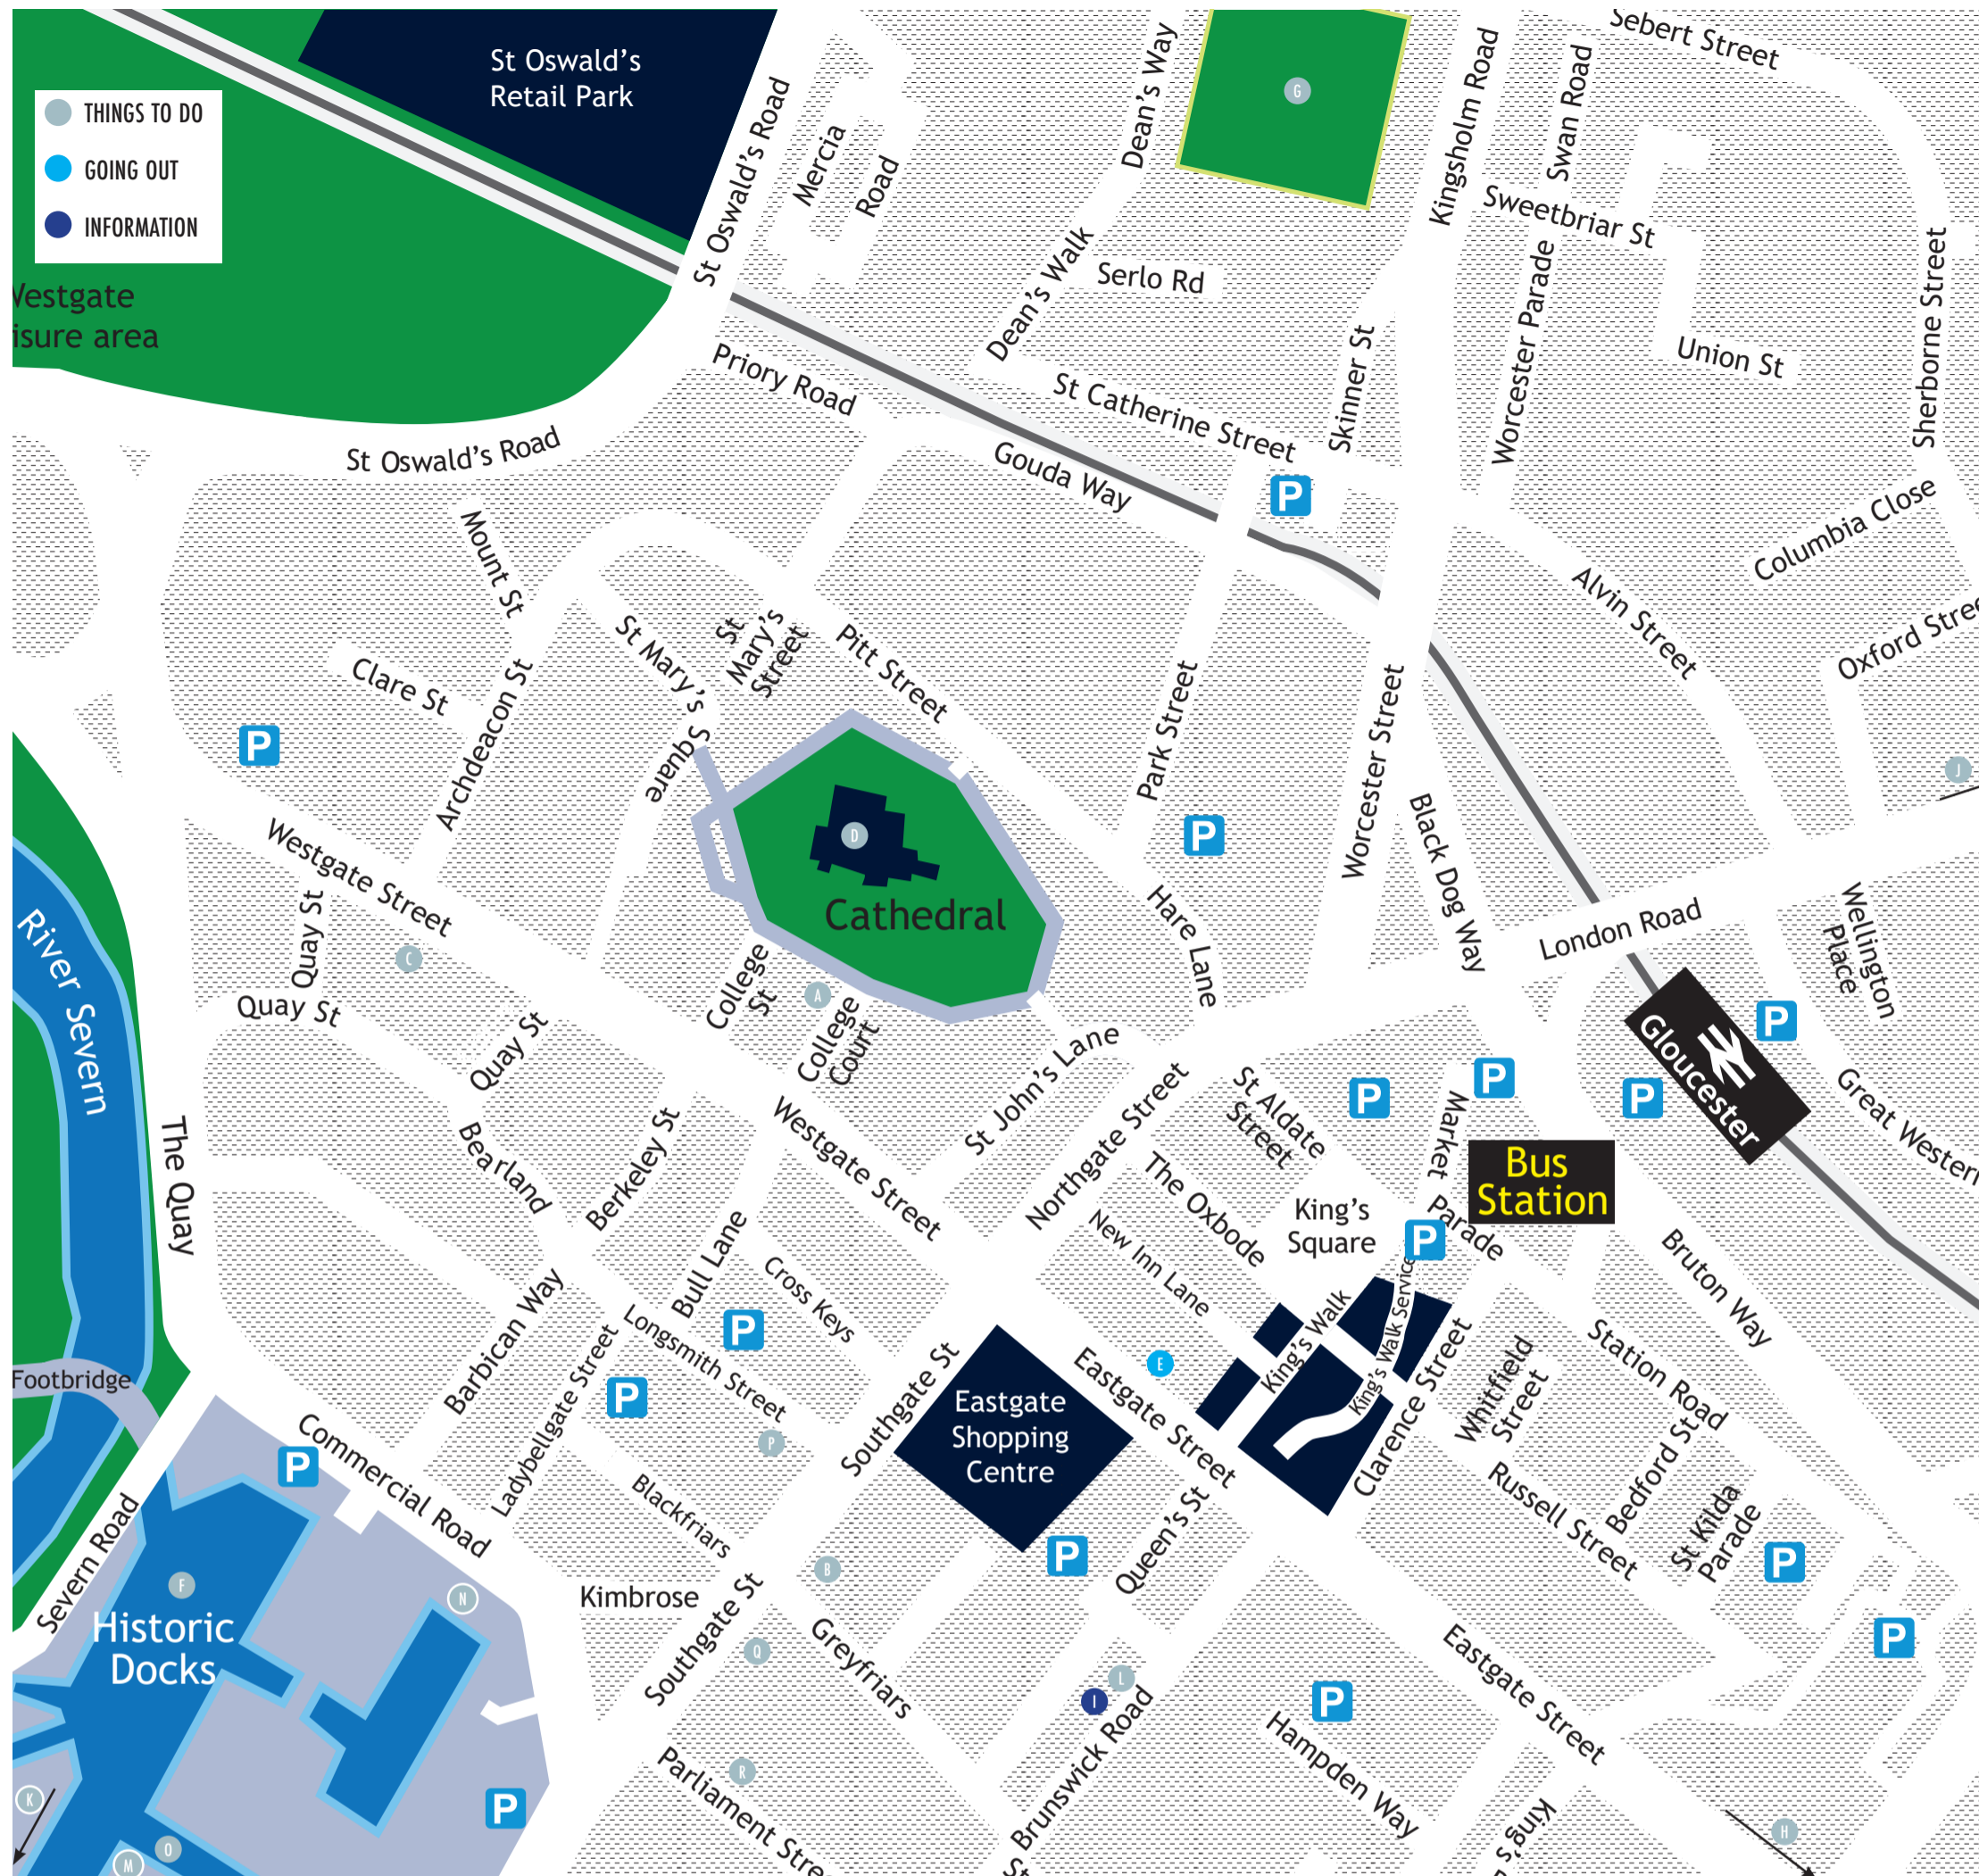 St Oswald's
Retail Park
THINGS TO DO
GOING OUT
INFORMATION
Westgate
isure area
St Oswald's Road
Mercia
Road
Dean's Way
G
Kingsholm Road
Swan Road
Sebert Street
Sweetbriar St
Dean's Walk
Serlo Rd
Skinner St
Worcester Parade
Union St
Sherborne Street
Priory Road
St Catherine Street
St Oswald's Road
Gouda Way
P
Columbia Close
Mount St
Alvin Street
Oxford Stree
St Mary's
Square
St
Mary's
Street
Pitt Street
Clare St
Archdeacon St
Park Street
Worcester Street
P
J
P
Black Dog Way
D
Cathedral
Westgate Street
Quay St
C
Hare Lane
London Road
Wellington
Place
River Severn
Quay St
Quay St
College
St
A
College
Court
St John's Lane
Gloucester
P
P
P
P
Great Western
The Quay
Bearland
Berkeley St
Westgate Street
Northgate Street
St Aldate
Street
The Oxbode
Market
Parade
Bus
Station
King's
Square
P
New Inn Lane
Bull Lane
Cross Keys
Bruton Way
Barbican Way
Longsmith Street
P
Ladybellgate Street
P
P
Southgate St
Eastgate
Shopping
Centre
Eastgate Street
E
King's Walk
King's Walk Service
Clarence Street
Whitfield
Street
Station Road
Bedford St
St Kilda
Parade
Russell Street
P
P
Footbridge
P
Commercial Road
Blackfriars
Severn Road
F
Historic
Docks
N
Kimbrose
Southgate St
B
P
Queen's St
Q
Greyfriars
L
I
Brunswick Road
St
P
Hampden Way
Eastgate Street
King's
R
Parliament Stree
P
K
O
M
H